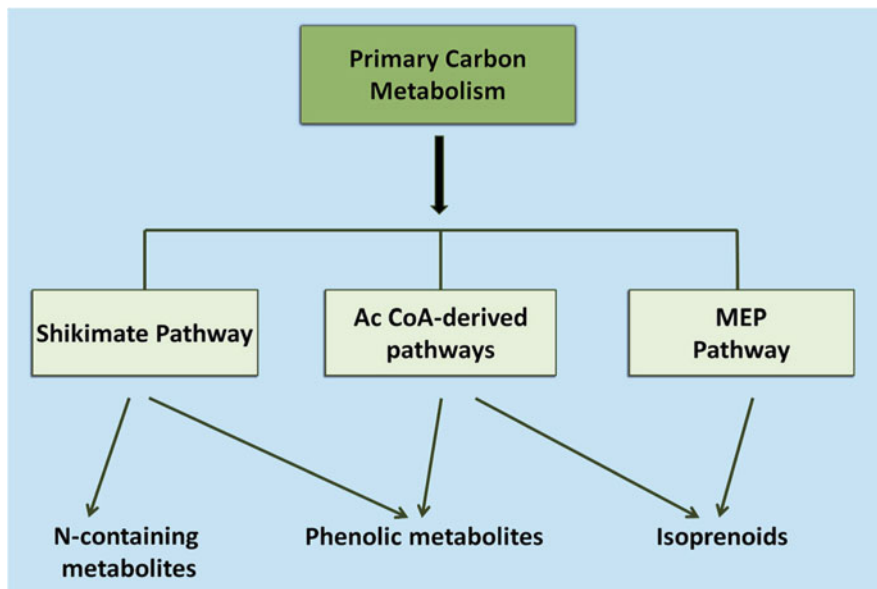 Primary Carbon
Metabolism
Shikimate Pathway
Ac CoA-derived
pathways
MEP
Pathway
N-containing
metabolites
Phenolic metabolites
Isoprenoids